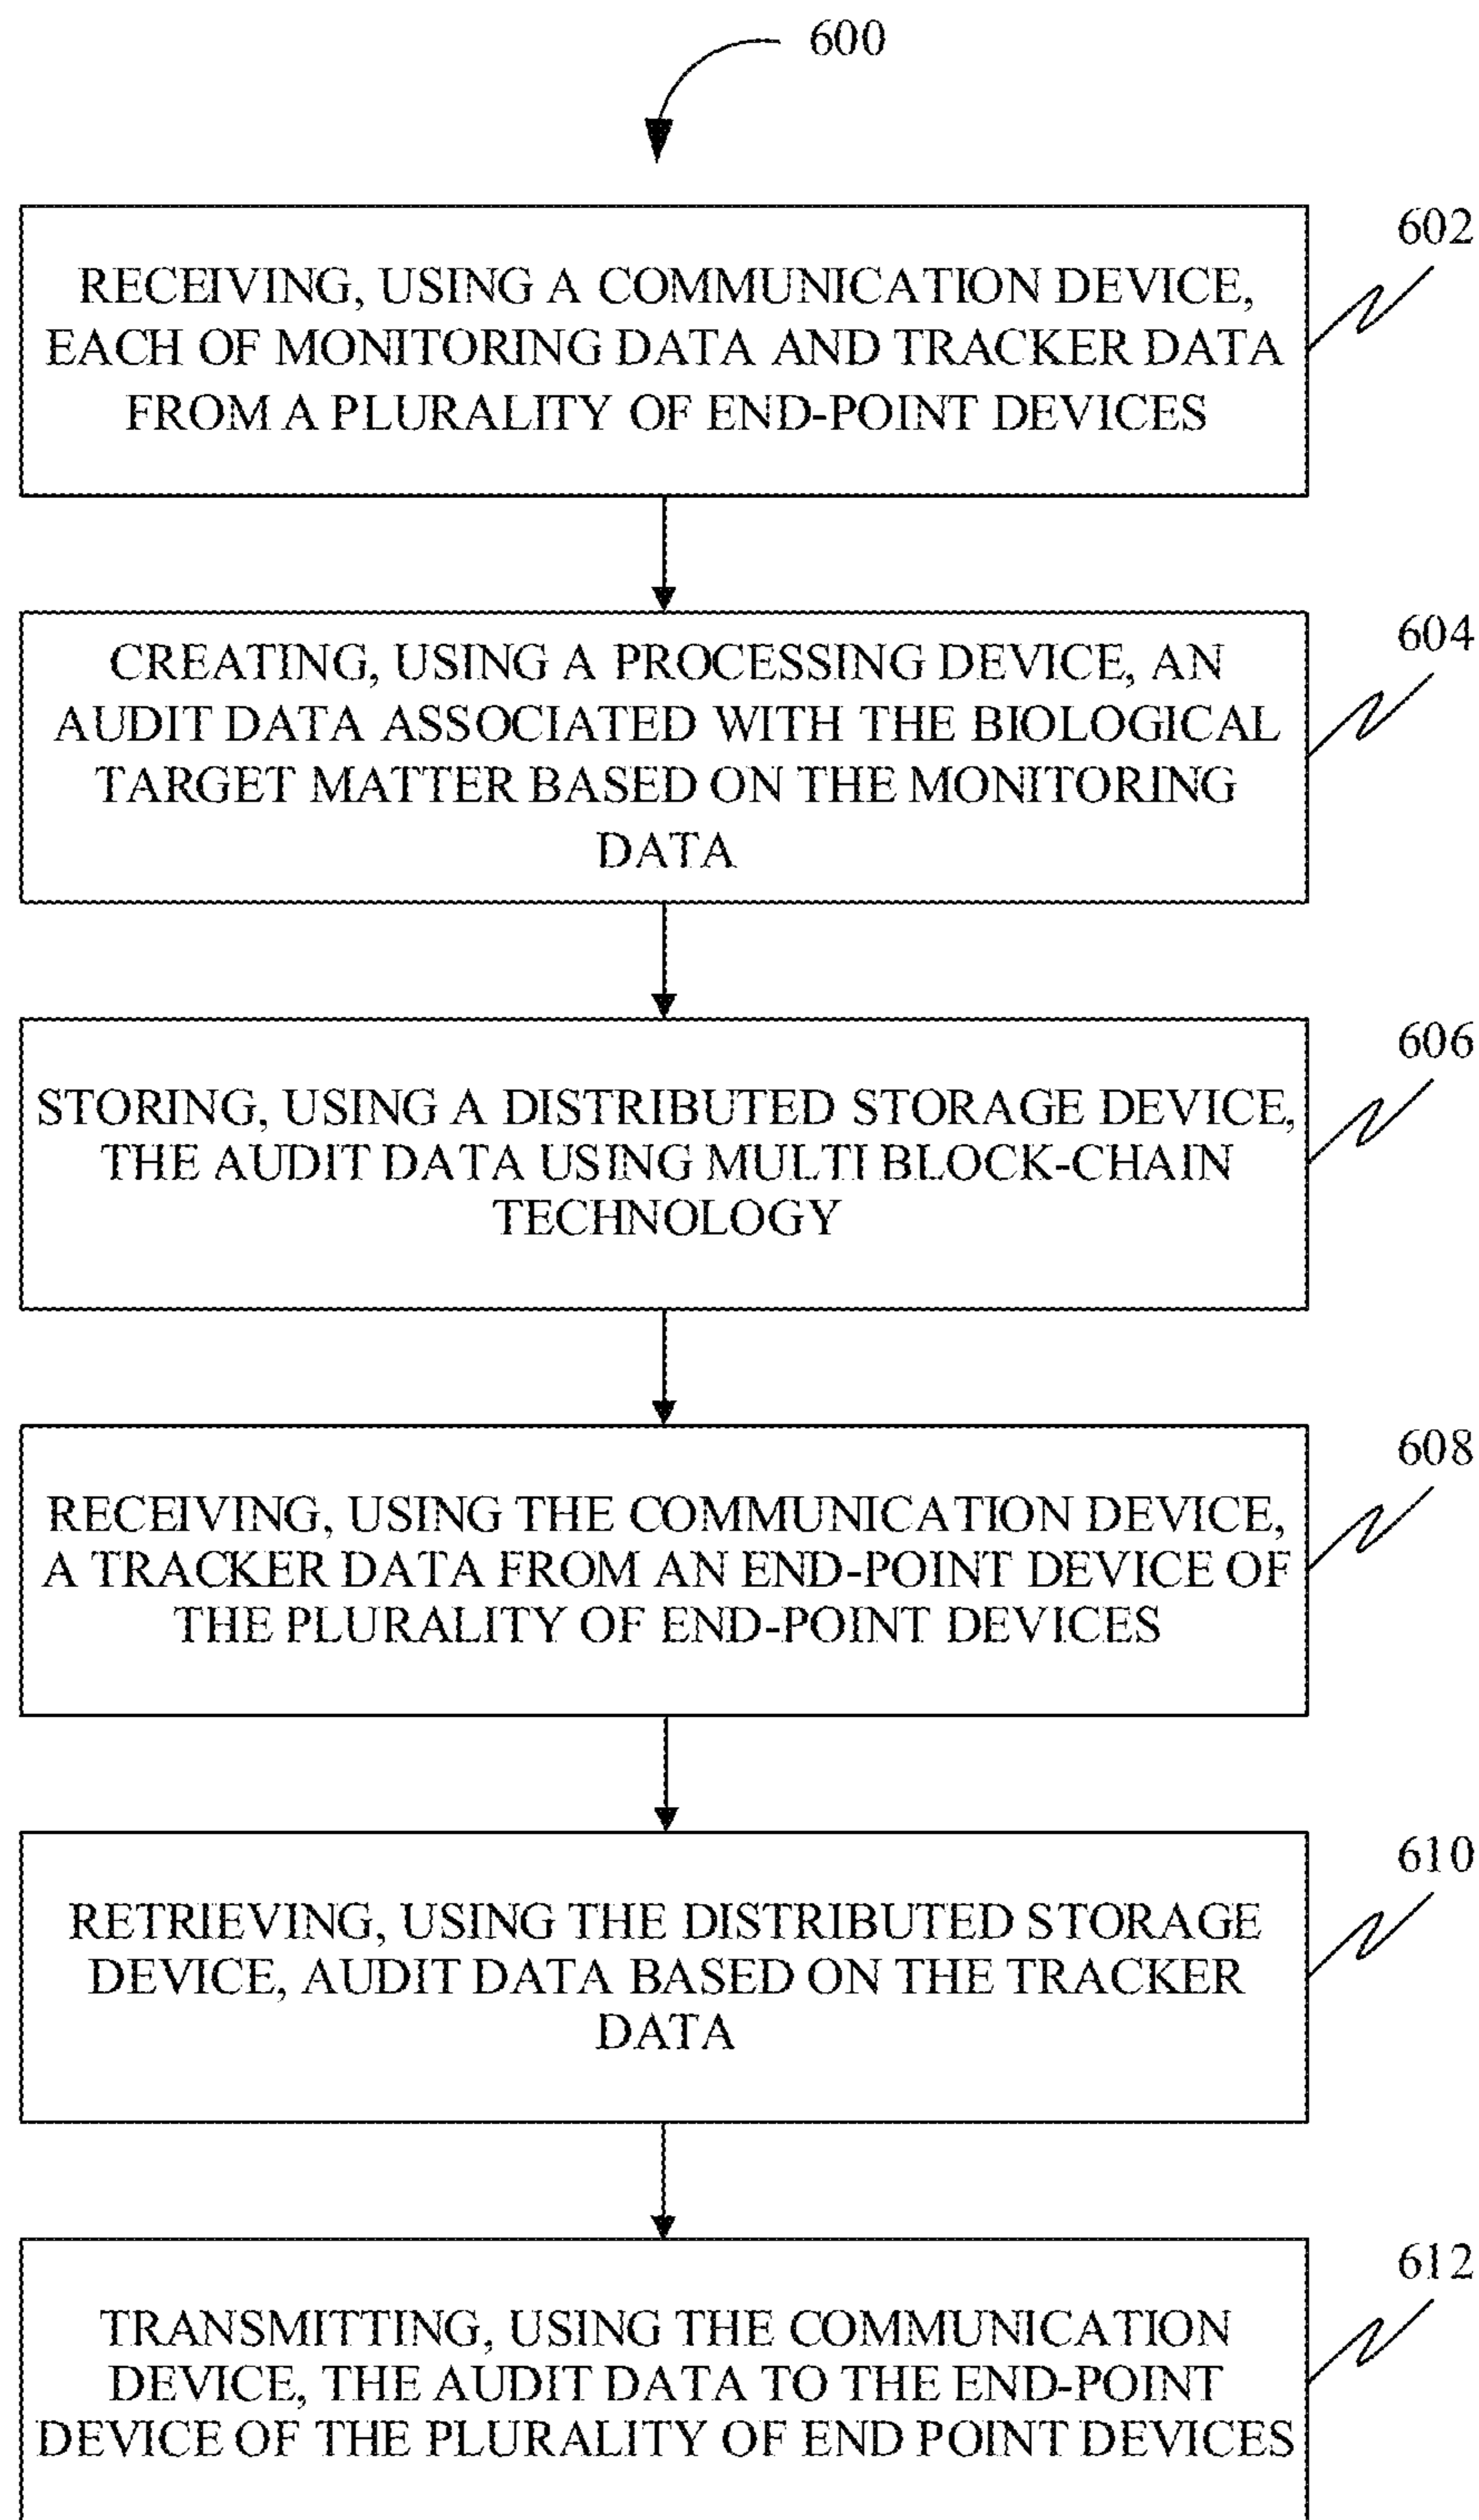 600
602
RECEIVING, USING A COMMUNICATION DEVICE,
EACH OF MONITORING DATA AND TRACKER DATA
FROM A PLURALITY OF END-POINT DEVICES
604
CREATING, USING A PROCESSING DEVICE, AN
AUDIT DATA ASSOCIATED WITH THE BIOLOGICAL
TARGET MATTER BASED ON THE MONITORING
DATA
606
STORING, USING A DISTRIBUTED STORAGE DEVICE,
THE AUDIT DATA USING MULTI BLOCK-CHAIN
TECHNOLOGY
608
RECEIVING, USING THE COMMUNICATION DEVICE,
A TRACKER DATA FROM AN END-POINT DEVICE OF
THE PLURALITY OF END-POINT DEVICES
610
RETRIEVING, USING THE DISTRIBUTED STORAGE
DEVICE, AUDIT DATA BASED ON THE TRACKER
DATA
612
TRANSMITTING, USING THE COMMUNICATION
DEVICE, THE AUDIT DATA TO THE END-POINT
DEVICE OF THE PLURALITY OF END POINT DEVICES